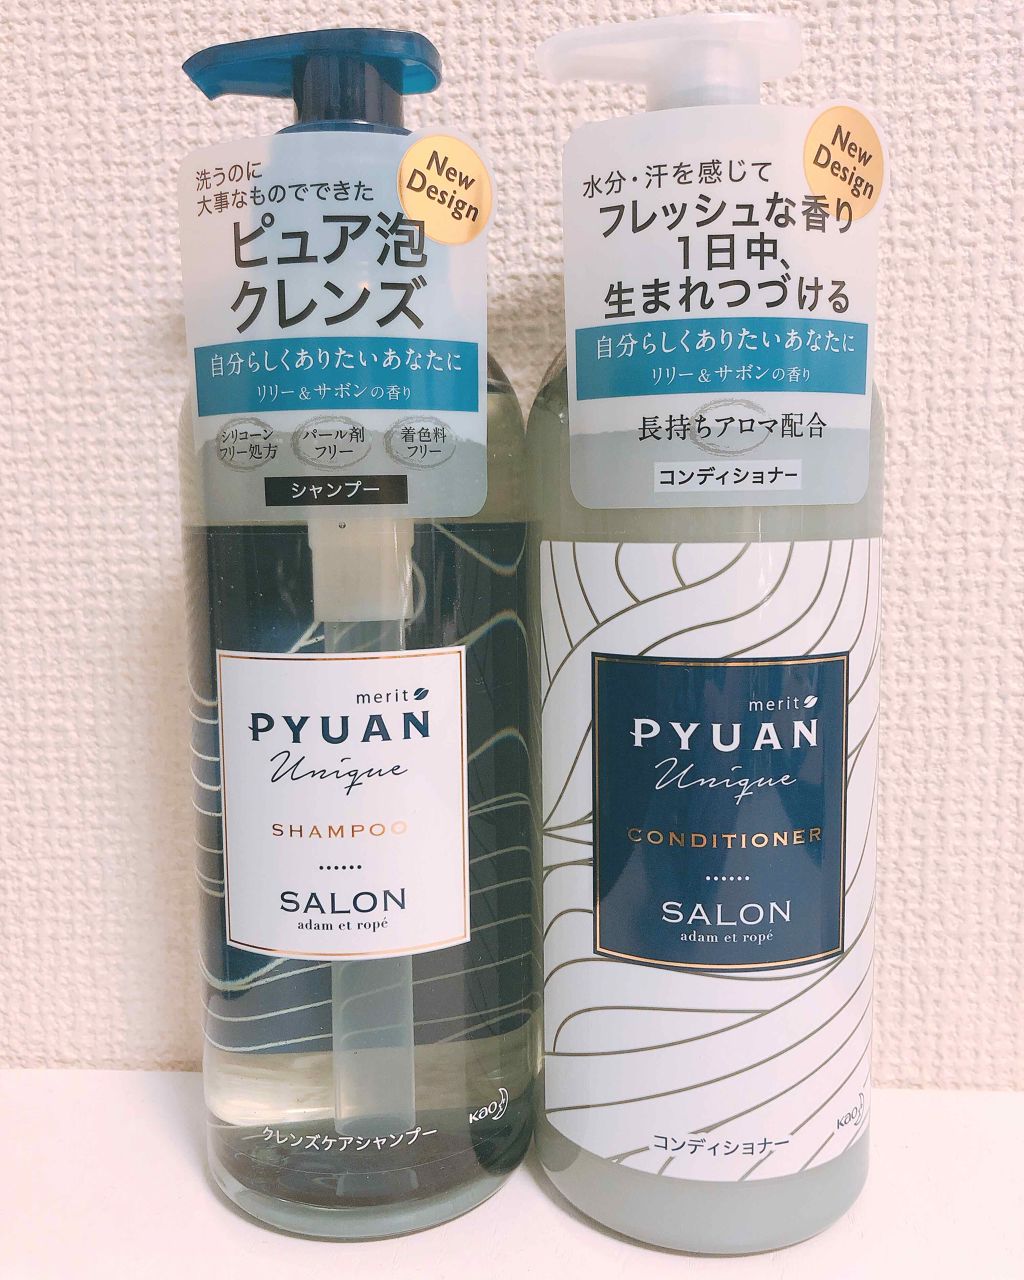 洗うのに
大事なものでできた
ピュア泡
クレンズ
New
Design
自分らしくありたいあなたに
リリー&サボンの香り
シリコーン
フリー処方
パール剤
フリー
着色料
フリー
シャンプー
merit
PYUAN
Unique
SHAMPOO
SALON
adam et ropé
Kao
クレンズケアシャンプー
水分・汗を感じて
フレッシュな香り
1日中、
生まれつづける
New
Design
自分らしくありたいあなたに
リリー&サボンの香り
長持ちアロマ配合
コンディショナー
merit
PYUAN
Unique
CONDITIONER
SALON
adam et ropé
Kao
コンディショナー